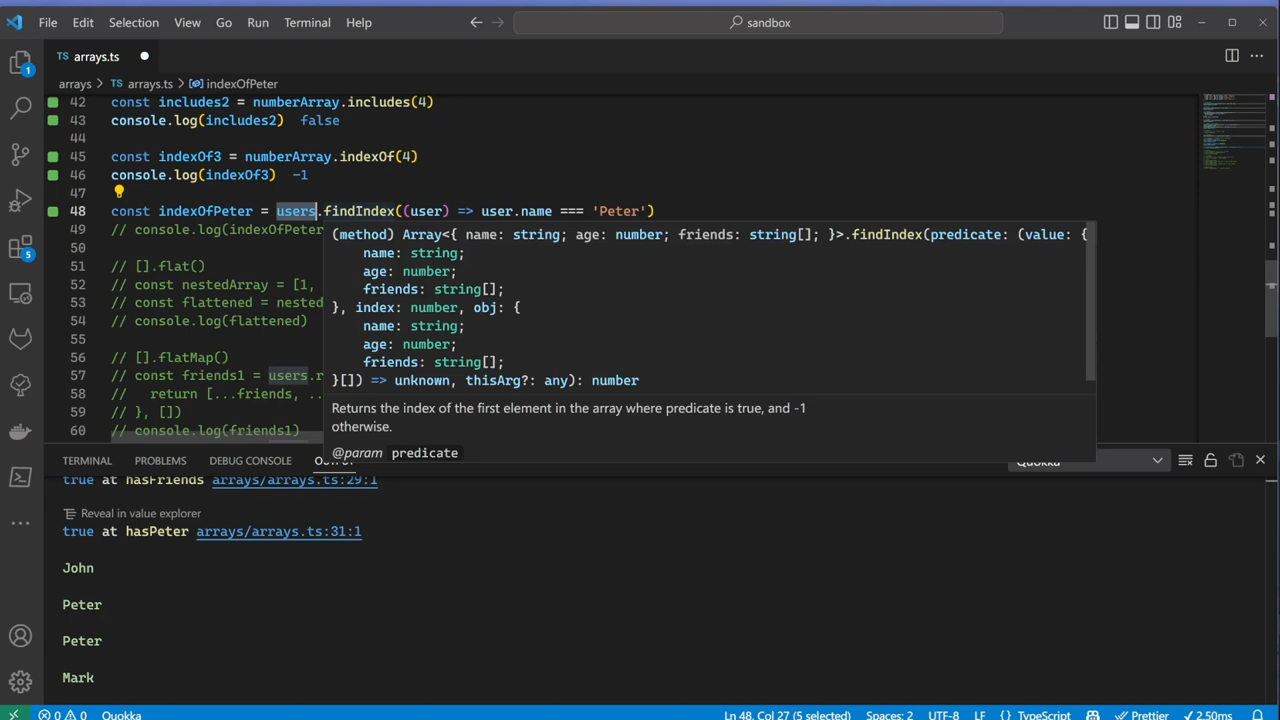 File Edit Selection View Go Run Terminal Help sandbox
TS arrays.ts
arrays > TS arrays.ts > indexOfPeter
42 const includes2 = numberArray.includes(4)
43 console.log(includes2) false
44
45 const indexOf3 = numberArray.indexOf(4)
46 console.log(indexOf3) -1
47
48 const indexOfPeter = users.findIndex((user) => user.name === 'Peter')
49 // console.log(indexOfPeter
50
51 // [].flat()
52 // const nestedArray = [1,
53 // const flattened = nested
54 // console.log(flattened)
55
56 // [].flatMap()
57 // const friends1 = users.r
58 // return [...friends, ..
59 // }, [])
60 // console.log(friends1)
(method) Array<{ name: string; age: number; friends: string[]; }>.findIndex(predicate: (value: {
name: string;
age: number;
friends: string[];
}, index: number, obj: {
name: string;
age: number;
friends: string[];
}[]) => unknown, thisArg?: any): number
Returns the index of the first element in the array where predicate is true, and -1
otherwise.
@param predicate
1
5
TERMINAL PROBLEMS DEBUG CONSOLE OUTPUT Quokka
true at hasFriends arrays/arrays.ts:29:1
Reveal in value explorer
true at hasPeter arrays/arrays.ts:31:1
John
Peter
Peter
Mark
0 0 Quokka Ln 48, Col 27 (5 selected) Spaces: 2 UTF-8 LF {} TypeScript Prettier ✓ 2.50ms